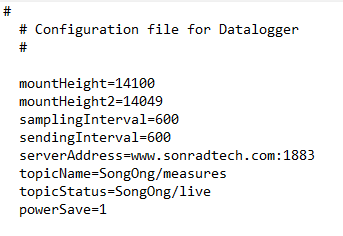 #
# Configuration file for Datalogger
#
mountHeight=14100
mountHeight2=14049
samplingInterval=600
sendingInterval=600
serverAddress=www.sonradtech.com:1883
topicName=SongOng/measures
topicStatus=SongOng/live
powerSave=1